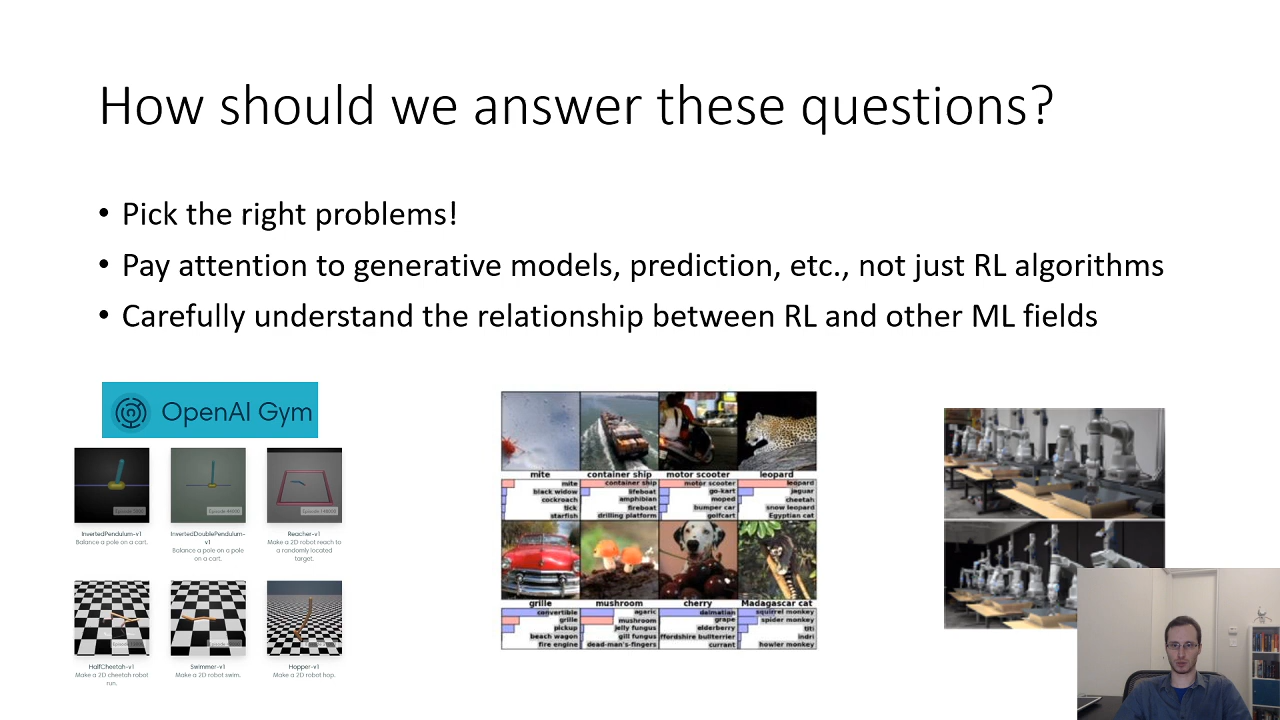 How should we answer these questions?
• Pick the right problems!
• Pay attention to generative models, prediction, etc., not just RL algorithms
• Carefully understand the relationship between RL and other ML fields
OpenAI Gym
InvertedPendulum-v1
Balance a pole on a cart.
InvertedDoublePendulum-
v1
Balance a pole on a pole
on a cart.
Reacher-v1
Make a 2D robot reach to
a randomly located
target.
HalfCheetah-v1
Make a 2D cheetah robot
run.
Swimmer-v1
Make a 2D robot swim.
Hopper-v1
Make a 2D robot hop.
mite container ship motor scooter leopard
mite
black widow
cockroach
tick
starfish
container ship
lifeboat
amphibian
fireboat
drilling platform
motor scooter
go-kart
moped
bumper car
golfcart
leopard
jaguar
cheetah
snow leopard
Egyptian cat
grille mushroom cherry Madagascar cat
convertible
grille
pickup
beach wagon
fire engine
agaric
mushroom
jelly fungus
gill fungus
dead-man's-fingers
dalmatian
grape
elderberry
ffordshire bullterrier
currant
squirrel monkey
spider monkey
titi
indri
howler monkey